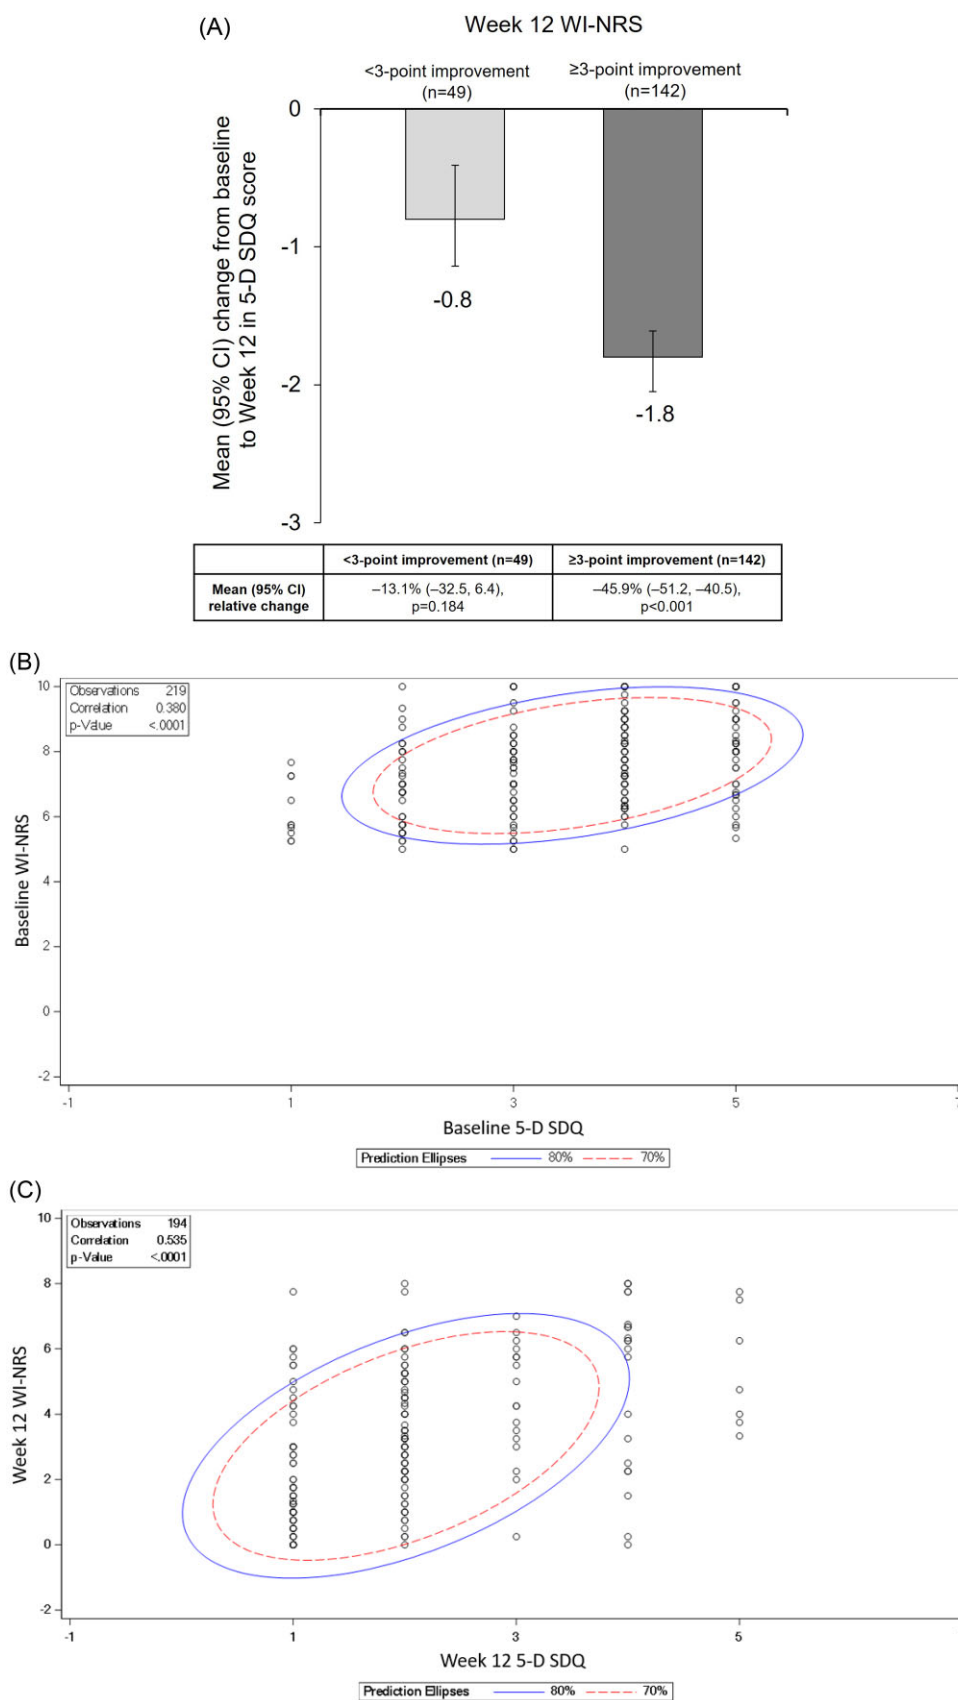 (A)
Week 12 WI-NRS
<3-point improvement
(n=49)
≥3-point improvement
(n=142)
Mean (95% CI) change from baseline
to Week 12 in 5-D SDQ score
0
-1
-2
-3
-0.8
-1.8
<3-point improvement (n=49) ≥3-point improvement (n=142)
Mean (95% CI)
relative change
–13.1% (–32.5, 6.4),
p=0.184
–45.9% (–51.2, –40.5),
p<0.001
(B)
Observations 219
Correlation 0.380
p-Value <.0001
Baseline WI-NRS
10
8
6
4
2
0
-2
-1 1 3 5 7
Baseline 5-D SDQ
Prediction Ellipses 80% 70%
(C)
Observations 194
Correlation 0.535
p-Value <.0001
Week 12 WI-NRS
10
8
6
4
2
0
-2
-1 1 3 5 7
Week 12 5-D SDQ
Prediction Ellipses 80% 70%